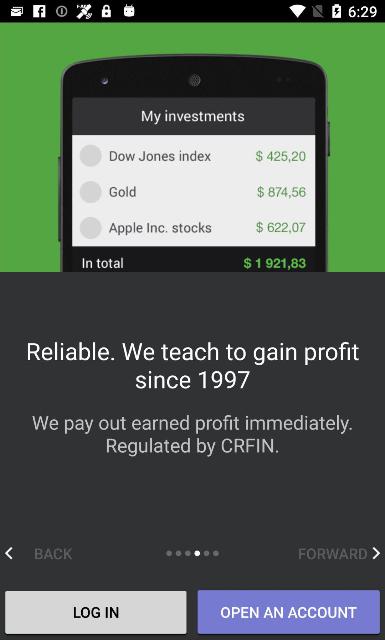 6:29
My investments
Dow Jones index $ 425,20
Gold $ 874,56
Apple Inc. stocks $ 622,07
In total $ 1 921,83
Reliable. We teach to gain profit
since 1997
We pay out earned profit immediately.
Regulated by CRFIN.
BACK FORWARD
LOG IN OPEN AN ACCOUNT